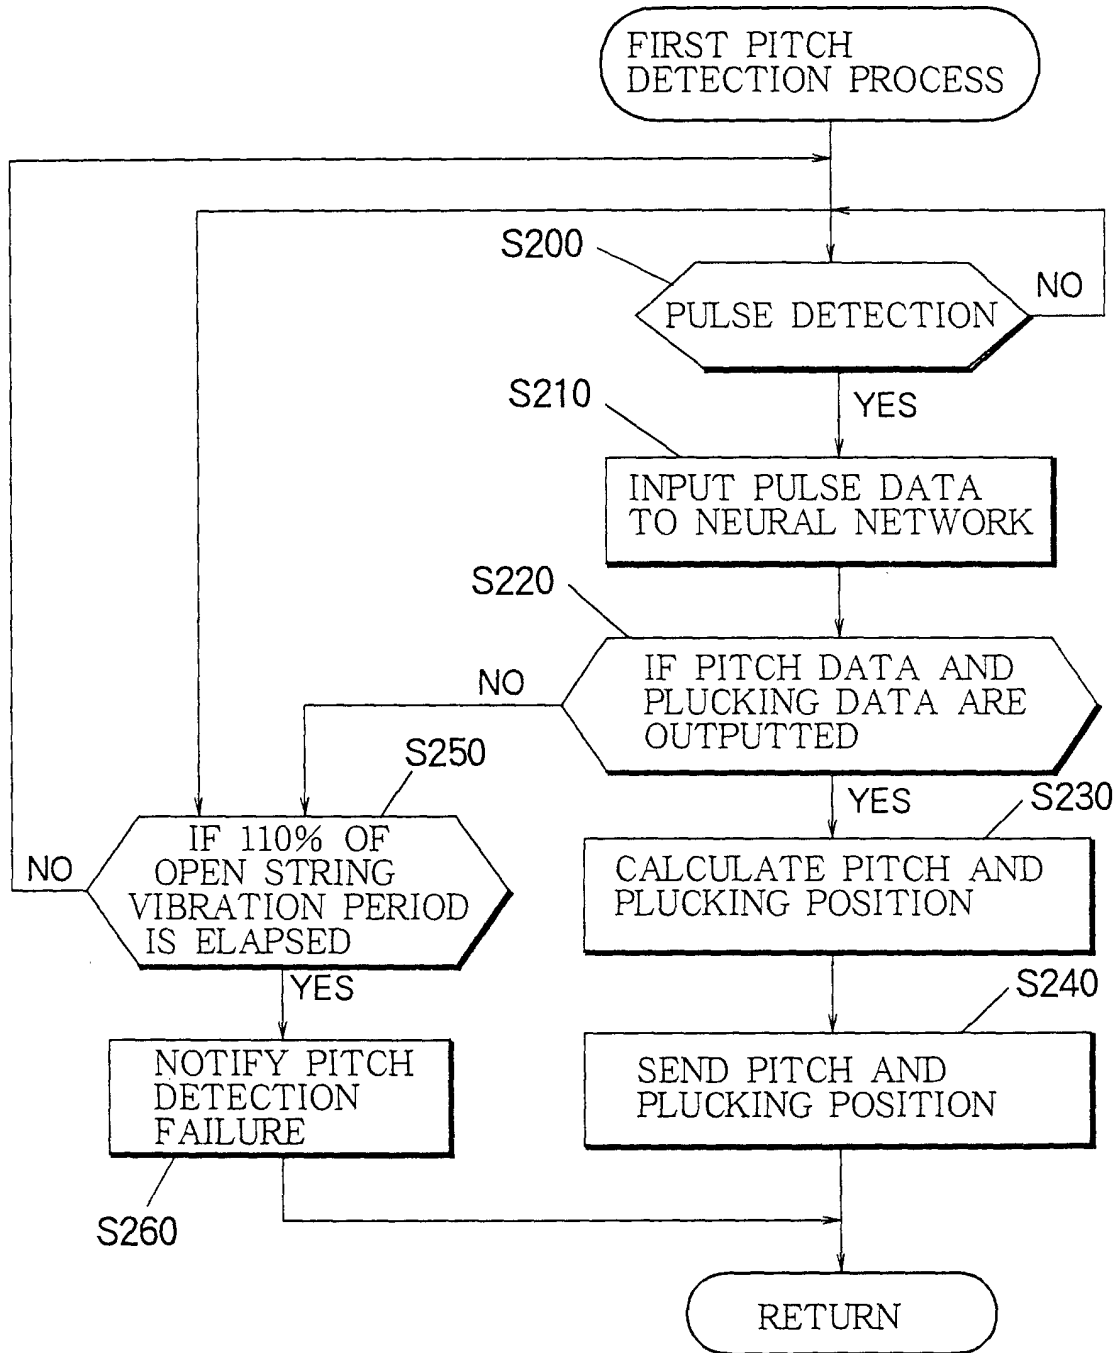 FIRST PITCH
DETECTION PROCESS
S200
PULSE DETECTION
NO
YES
S210
INPUT PULSE DATA
TO NEURAL NETWORK
S220
IF PITCH DATA AND
PLUCKING DATA ARE
OUTPUTTED
NO
YES
S250
IF 110% OF
OPEN STRING
VIBRATION PERIOD
IS ELAPSED
NO
YES
S230
CALCULATE PITCH AND
PLUCKING POSITION
S240
SEND PITCH AND
PLUCKING POSITION
NOTIFY PITCH
DETECTION
FAILURE
S260
RETURN